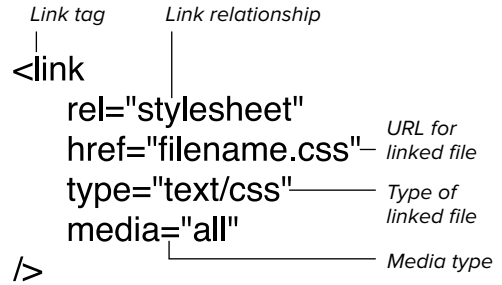 Link tag
Link relationship
<link
rel="stylesheet"
href="filename.css"
URL for
linked file
type="text/css"
Type of
linked file
media="all"
Media type
/>